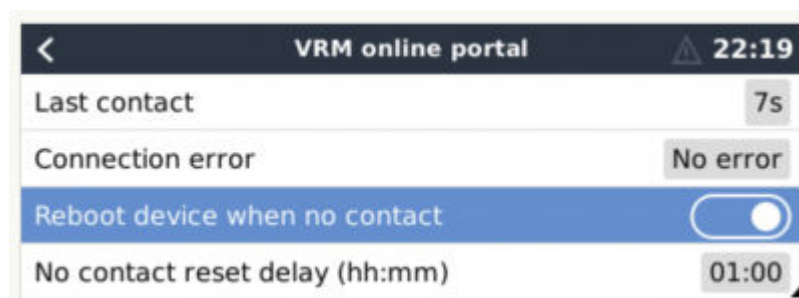 VRM online portal 22:19
Last contact 7s
Connection error No error
Reboot device when no contact
No contact reset delay (hh:mm) 01:00